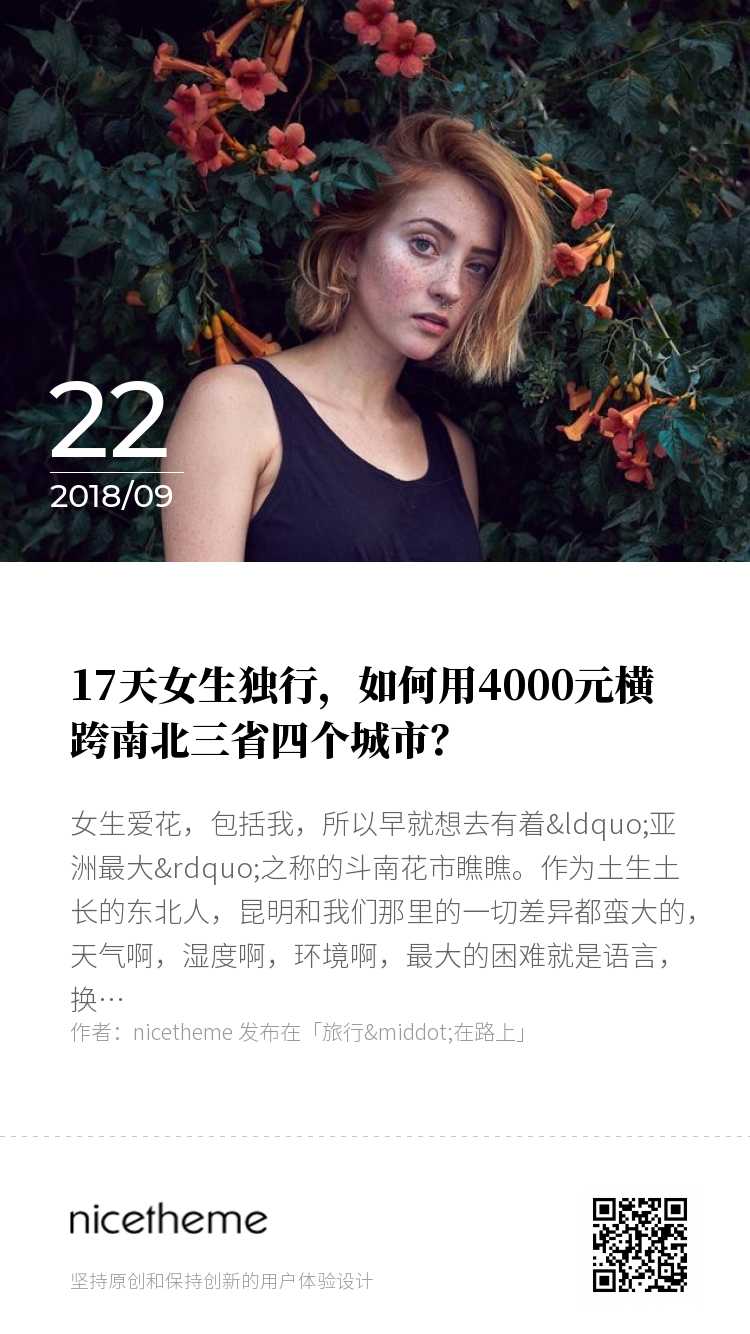 22
2018/09
17天女生独行，如何用4000元横
跨南北三省四个城市？
女生爱花，包括我，所以早就想去有着&ldquo;亚
洲最大&rdquo;之称的斗南花市瞧瞧。作为土生土
长的东北人，昆明和我们那里的一切差异都蛮大的，
天气啊，湿度啊，环境啊，最大的困难就是语言，
换…
作者：nicetheme 发布在「旅行&middot;在路上」
nicetheme
坚持原创和保持创新的用户体验设计